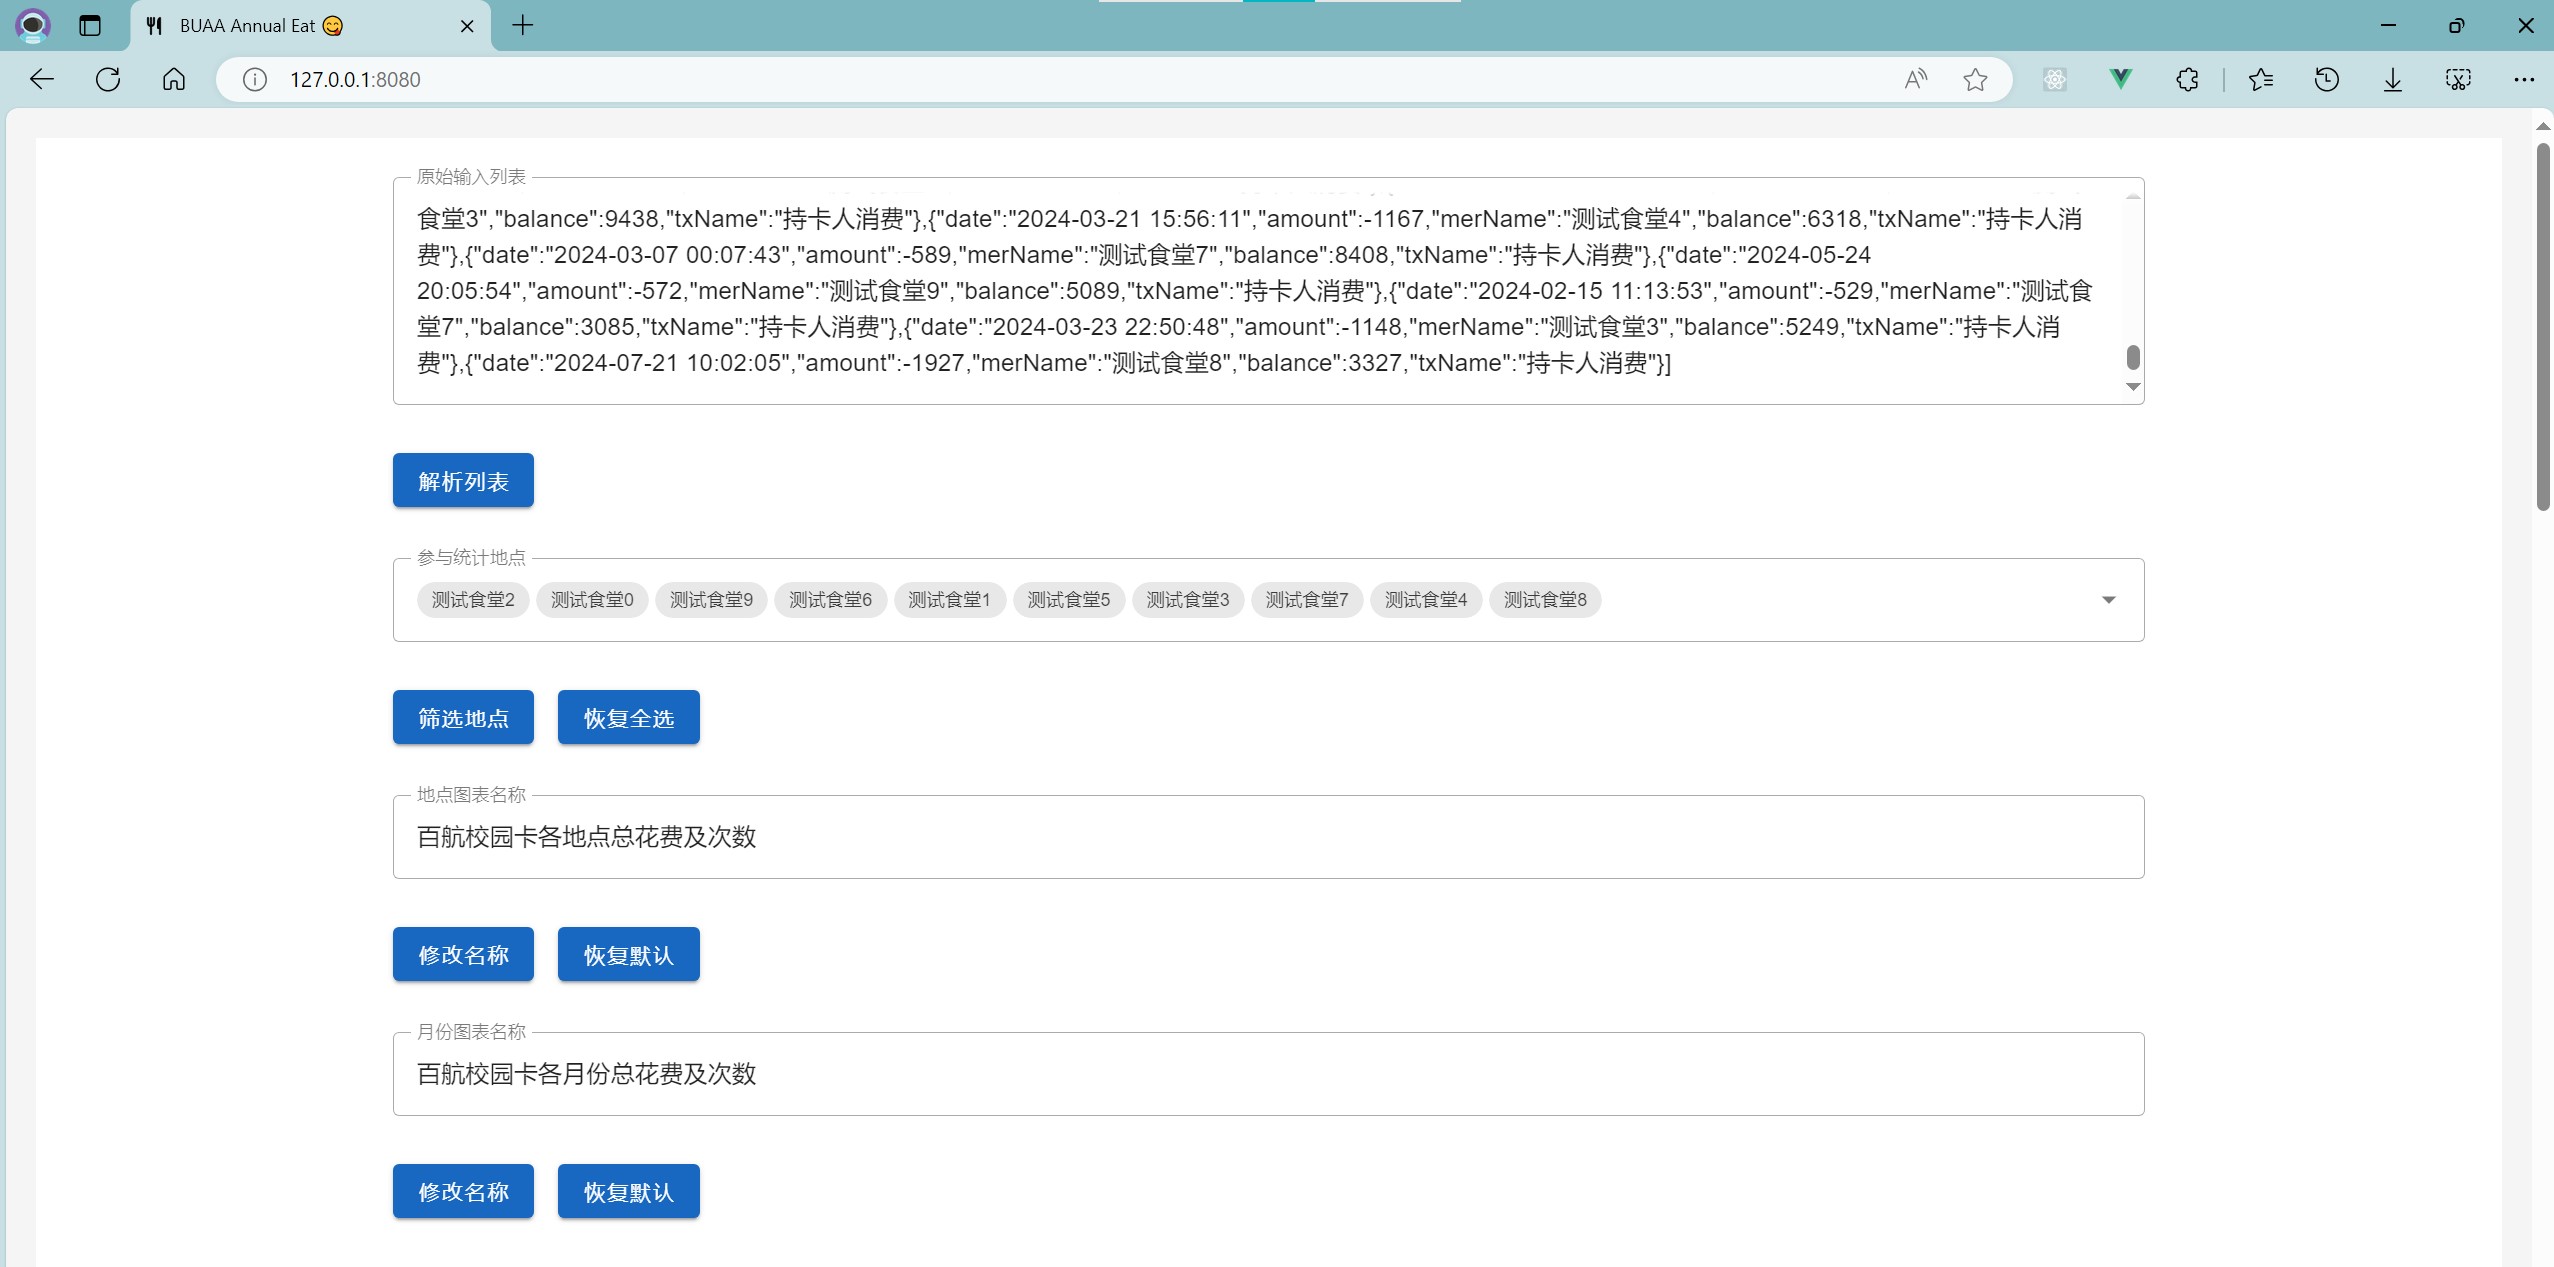 BUAA Annual Eat 😋
127.0.0.1:8080
原始输入列表
食堂3","balance":9438,"txName":"持卡人消费"},{"date":"2024-03-21 15:56:11","amount":-1167,"merName":"测试食堂4","balance":6318,"txName":"持卡人消
费"},{"date":"2024-03-07 00:07:43","amount":-589,"merName":"测试食堂7","balance":8408,"txName":"持卡人消费"},{"date":"2024-05-24
20:05:54","amount":-572,"merName":"测试食堂9","balance":5089,"txName":"持卡人消费"},{"date":"2024-02-15 11:13:53","amount":-529,"merName":"测试食
堂7","balance":3085,"txName":"持卡人消费"},{"date":"2024-03-23 22:50:48","amount":-1148,"merName":"测试食堂3","balance":5249,"txName":"持卡人消
费"},{"date":"2024-07-21 10:02:05","amount":-1927,"merName":"测试食堂8","balance":3327,"txName":"持卡人消费"}]
解析列表
参与统计地点
测试食堂2 测试食堂0 测试食堂9 测试食堂6 测试食堂1 测试食堂5 测试食堂3 测试食堂7 测试食堂4 测试食堂8
筛选地点 恢复全选
地点图表名称
百航校园卡各地点总花费及次数
修改名称 恢复默认
月份图表名称
百航校园卡各月份总花费及次数
修改名称 恢复默认